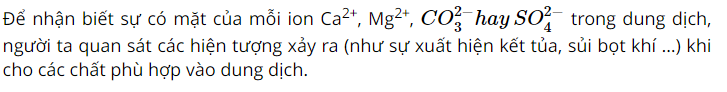 Để nhận biết sự có mặt của mỗi ion Ca²⁺, Mg²⁺, CO₃²⁻ hay SO₄²⁻ trong dung dịch,
người ta quan sát các hiện tượng xảy ra (như sự xuất hiện kết tủa, sủi bọt khí ...) khi
cho các chất phù hợp vào dung dịch.